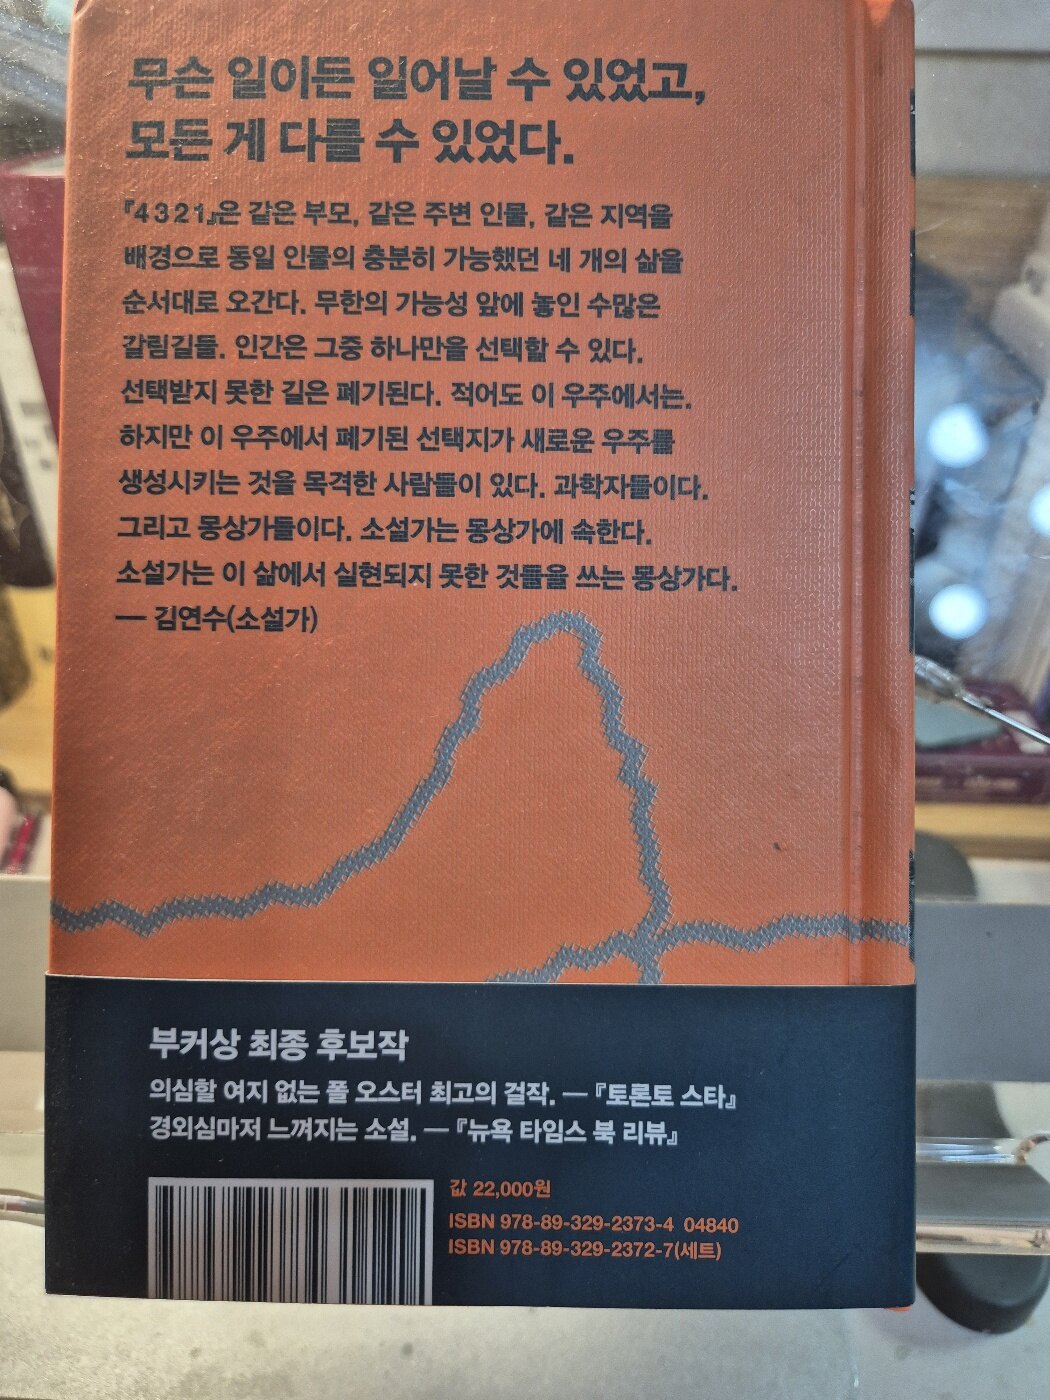 무슨 일이든 일어날 수 있었고,
모든 게 다를 수 있었다.
『4 3 2 1』은 같은 부모, 같은 주변 인물, 같은 지역을
배경으로 동일 인물의 충분히 가능했던 네 개의 삶을
순서대로 오간다. 무한의 가능성 앞에 놓인 수많은
갈림길들. 인간은 그중 하나만을 선택할 수 있다.
선택받지 못한 길은 폐기된다. 적어도 이 우주에서는.
하지만 이 우주에서 폐기된 선택지가 새로운 우주를
생성시키는 것을 목격한 사람들이 있다. 과학자들이다.
그리고 몽상가들이다. 소설가는 몽상가에 속한다.
소설가는 이 삶에서 실현되지 못한 것들을 쓰는 몽상가다.
— 김연수(소설가)
부커상 최종 후보작
의심할 여지 없는 폴 오스터 최고의 걸작. —『토론토 스타』
경외심마저 느껴지는 소설. —『뉴욕 타임스 북 리뷰』
값 22,000원
ISBN 978-89-329-2373-4 04840
ISBN 978-89-329-2372-7(세트)